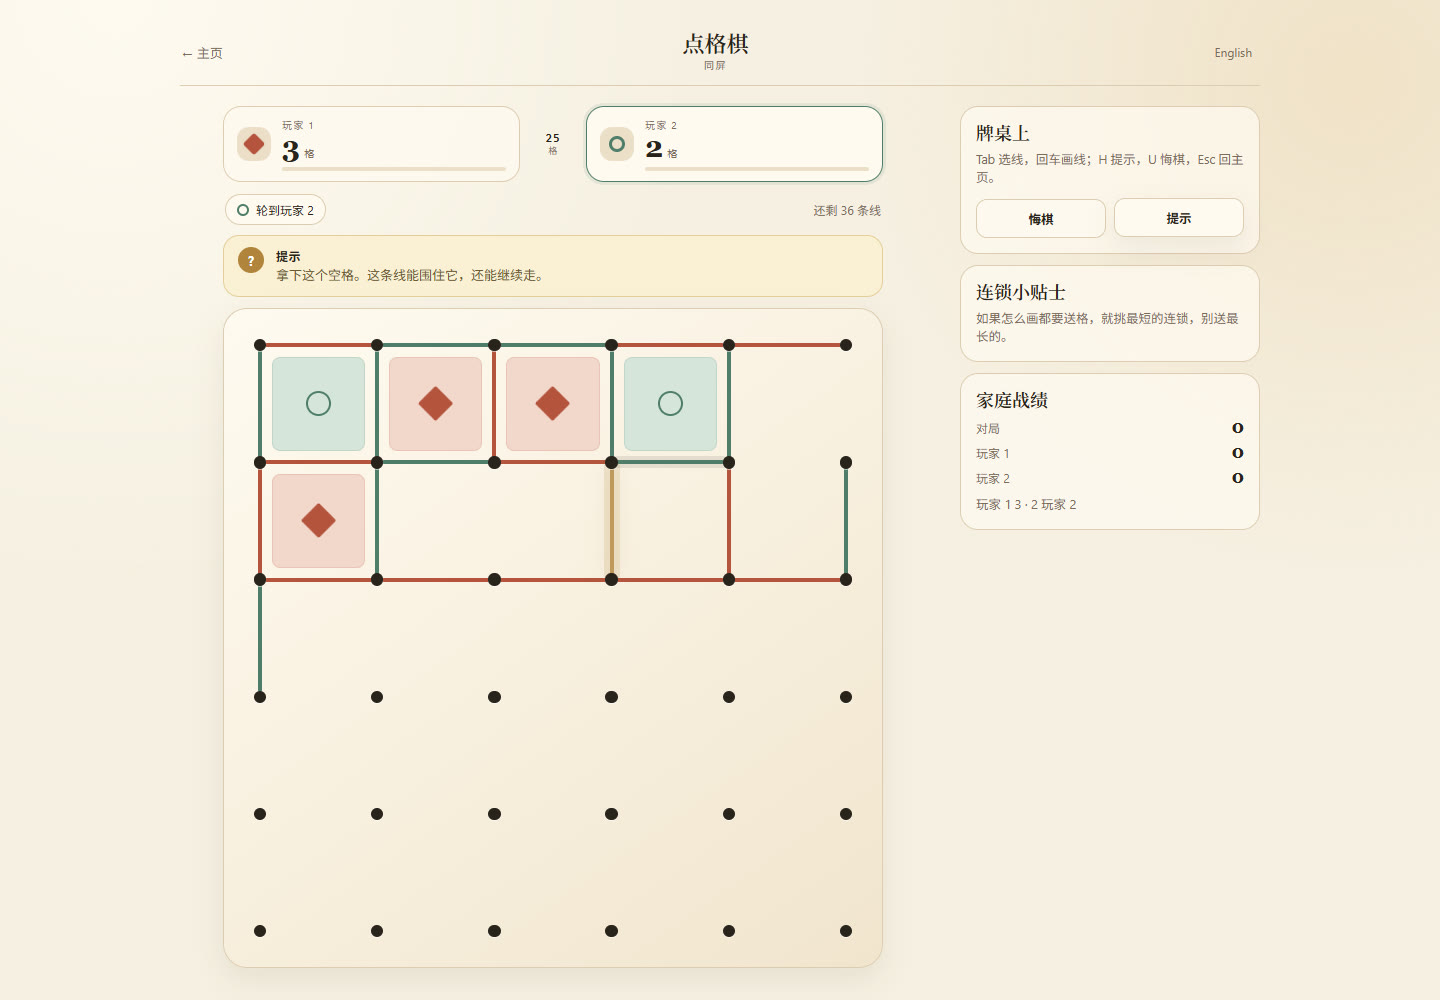 ← 主页
点格棋
同屏
English
玩家 1
3 格
25
格
玩家 2
2 格
轮到玩家 2
还剩 36 条线
?
提示
拿下这个空格。这条线能围住它，还能继续走。
牌桌上
Tab 选线，回车画线；H 提示，U 悔棋，Esc 回主
页。
悔棋
提示
连锁小贴士
如果怎么画都要送格，就挑最短的连锁，别送最
长的。
家庭战绩
对局 0
玩家 1 0
玩家 2 0
玩家 1 3 · 2 玩家 2